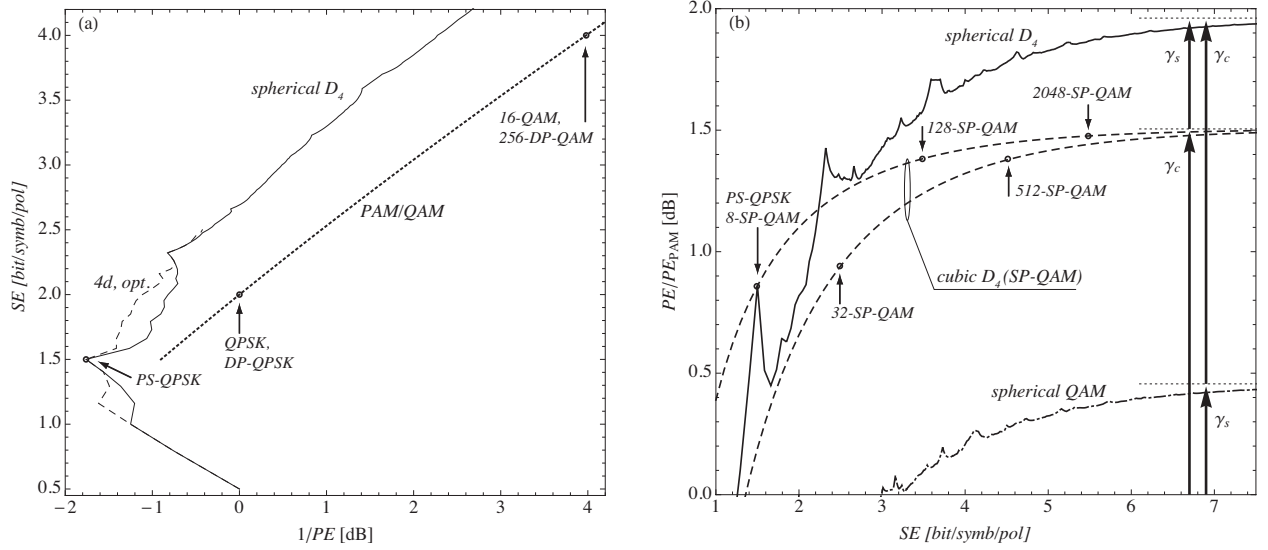 (a)
4.0
3.5
3.0
2.5
2.0
1.5
1.0
0.5
SE [bit/symb/pol]
−2
−1
0
1
2
3
4
1/PE [dB]
spherical D4
16-QAM,
256-DP-QAM
PAM/QAM
4d, opt.
QPSK,
DP-QPSK
PS-QPSK
(b)
2.0
1.5
1.0
0.5
0.0
PE/PEPAM [dB]
1
2
3
4
5
6
7
SE [bit/symb/pol]
spherical D4
γs
γc
2048-SP-QAM
128-SP-QAM
γc
512-SP-QAM
PS-QPSK
8-SP-QAM
cubic D4 (SP-QAM)
32-SP-QAM
spherical QAM
γs